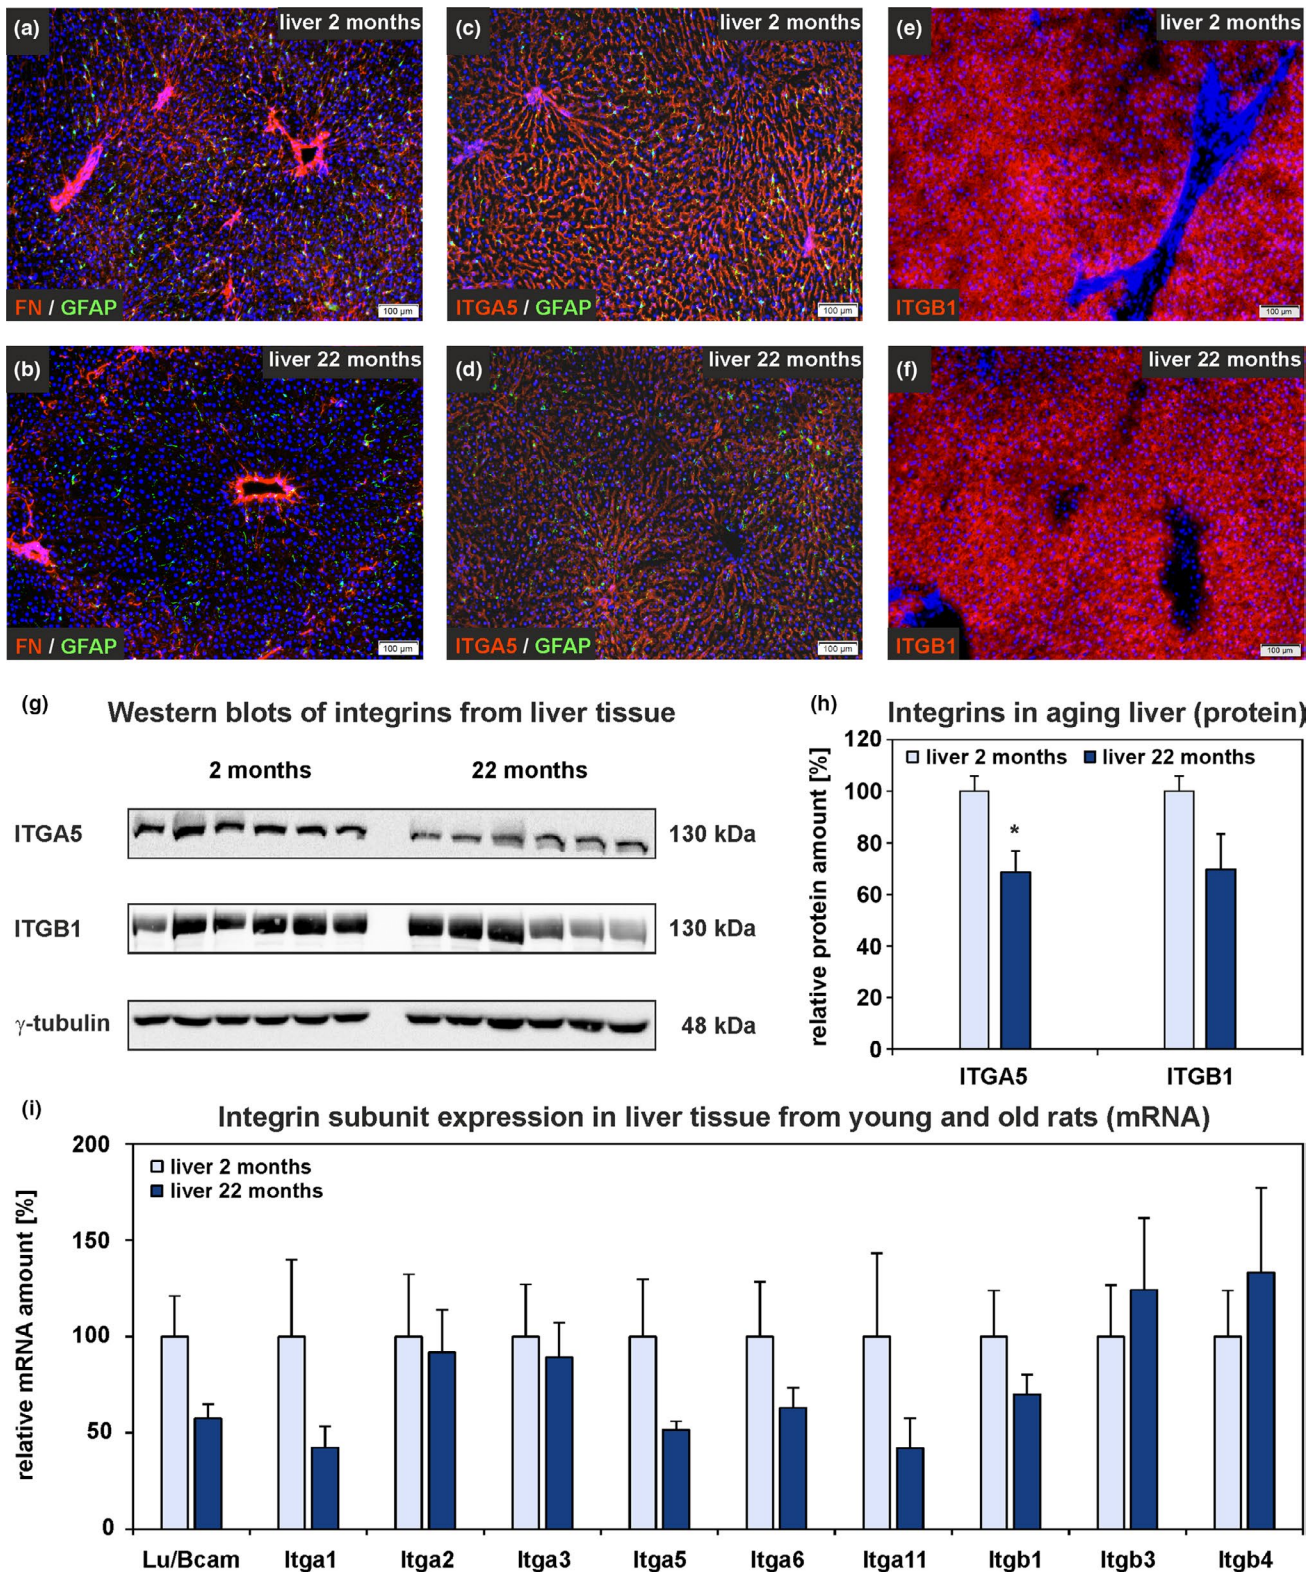 (a)
liver 2 months
FN / GFAP
100 µm
(c)
liver 2 months
ITGA5 / GFAP
100 µm
(e)
liver 2 months
ITGB1
100 µm
(b)
liver 22 months
FN / GFAP
100 µm
(d)
liver 22 months
ITGA5 / GFAP
100 µm
(f)
liver 22 months
ITGB1
100 µm
(g)
Western blots of integrins from liver tissue
2 months
22 months
ITGA5
130 kDa
ITGB1
130 kDa
γ-tubulin
48 kDa
(h)
Integrins in aging liver (protein)
relative protein amount [%]
120
100
80
60
40
20
0
liver 2 months
liver 22 months
*
ITGA5
ITGB1
(i)
Integrin subunit expression in liver tissue from young and old rats (mRNA)
relative mRNA amount [%]
200
150
100
50
0
liver 2 months
liver 22 months
Lu/Bcam
Itga1
Itga2
Itga3
Itga5
Itga6
Itga11
Itgb1
Itgb3
Itgb4